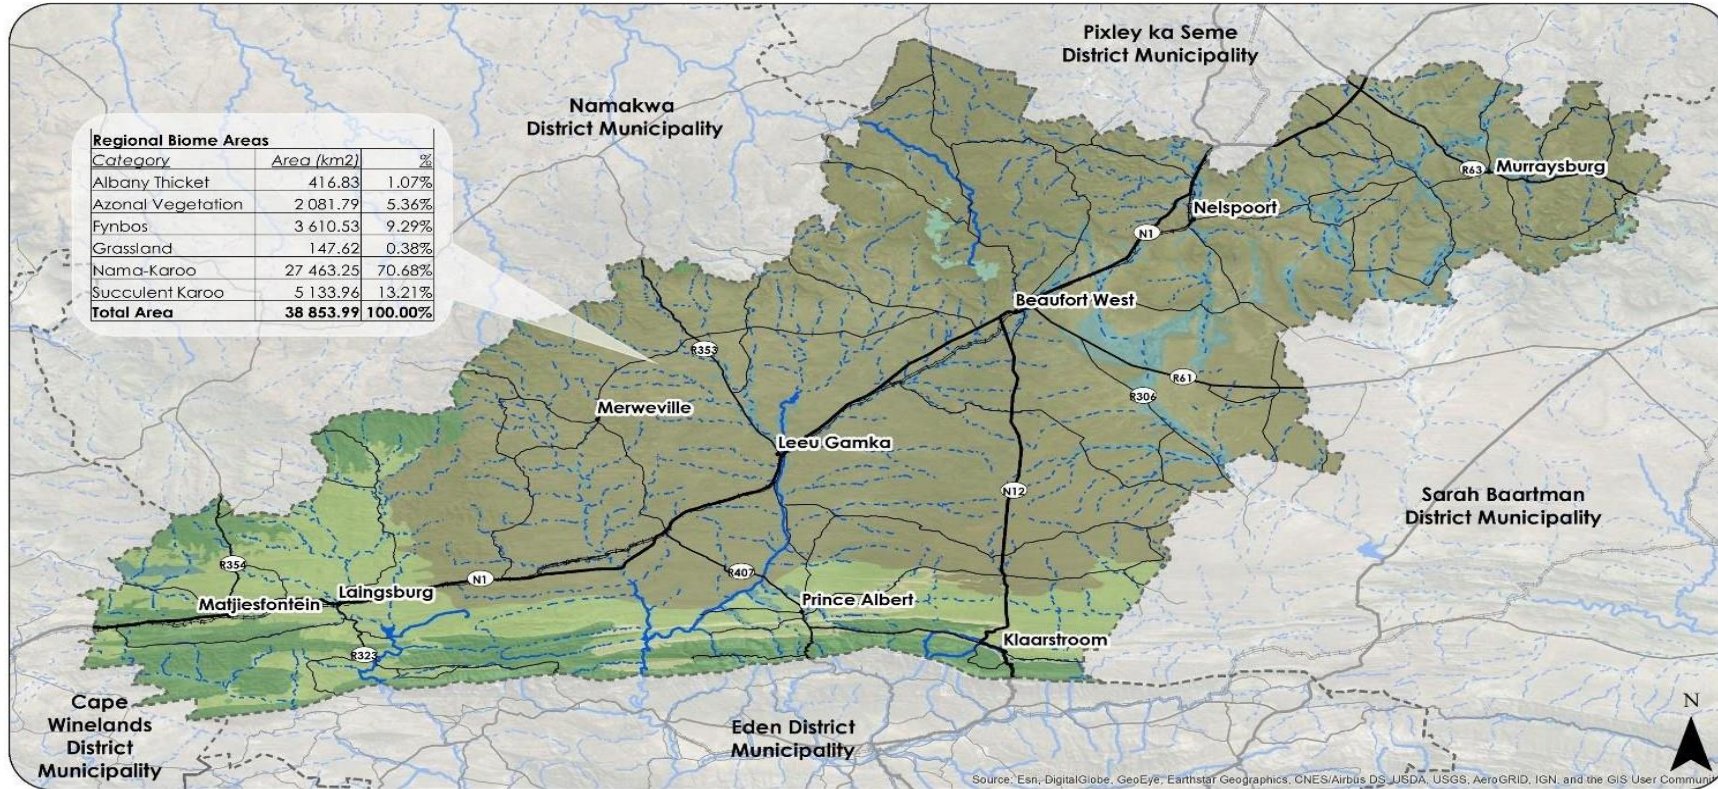 Pixley ka Seme
District Municipality
Namakwa
District Municipality
Regional Biome Areas
Category Area (km2) %
Albany Thicket 416.83 1.07%
Azonal Vegetation 2 081.79 5.36%
Fynbos 3 610.53 9.29%
Grassland 147.62 0.38%
Nama-Karoo 27 463.25 70.68%
Succulent Karoo 5 133.96 13.21%
Total Area 38 853.99 100.00%
R63
Murraysburg
Nelspoort
N1
Beaufort West
R353
R61
R306
Merweville
Leeu Gamka
N12
Sarah Baartman
District Municipality
R354
N1
R407
Laingsburg
Matjiesfontein
Prince Albert
Klaarstroom
R323
Cape
Winelands
District
Municipality
Eden District
Municipality
N
Source: Esri, DigitalGlobe, GeoEye, Earthstar Geographics, CNES/Airbus DS, USDA, USGS, AeroGRID, IGN, and the GIS User Commun